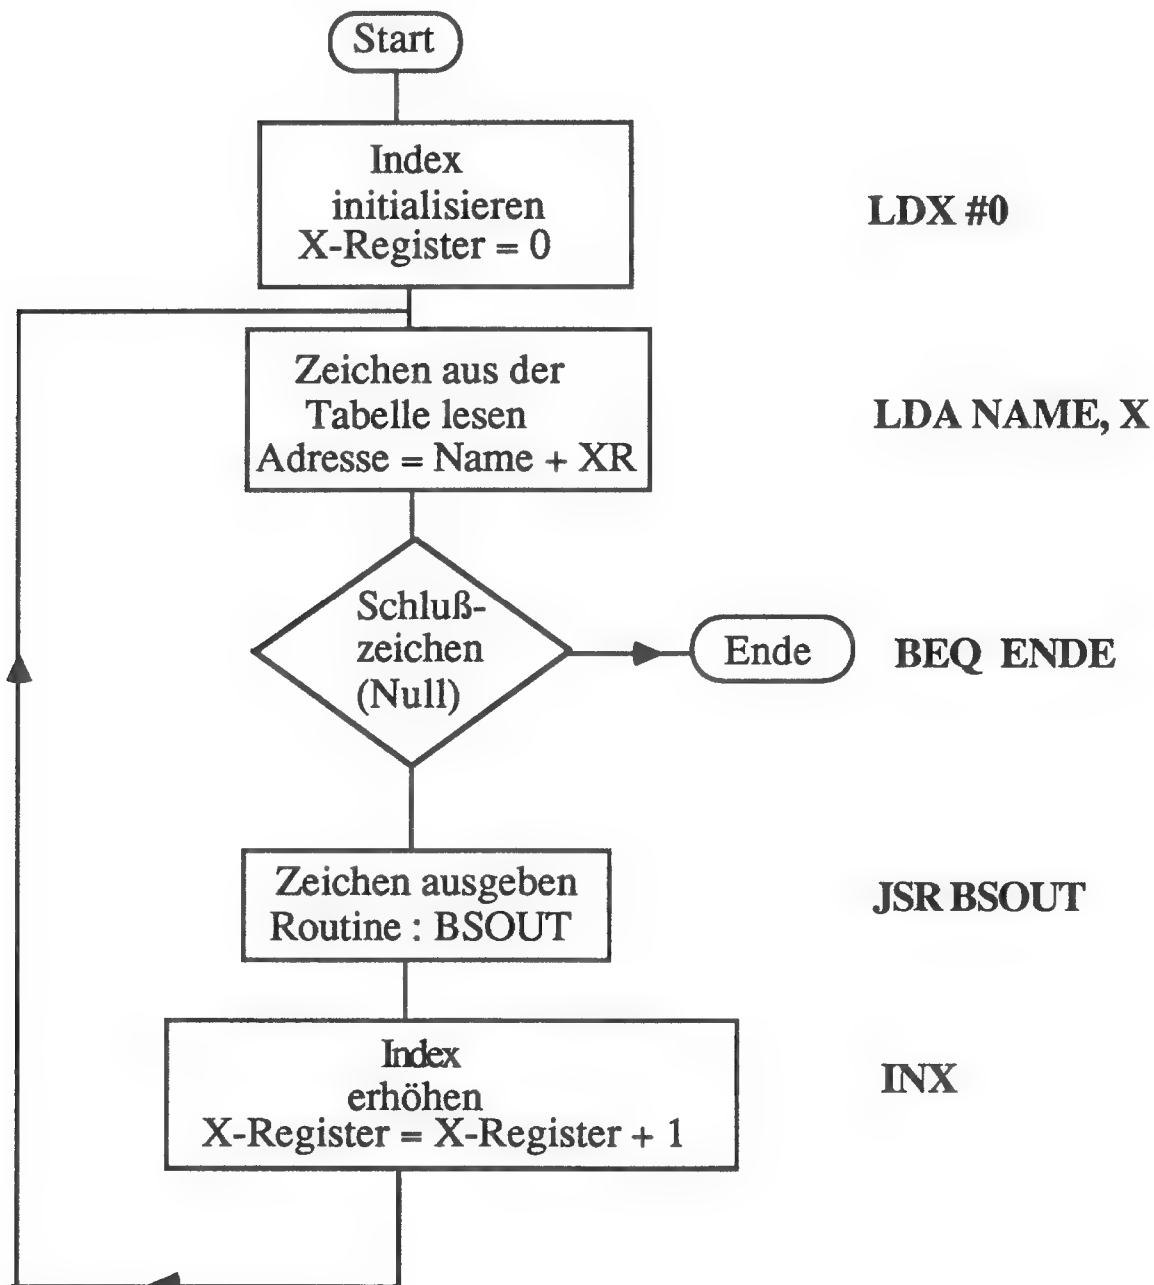 Start
Index
initialisieren
X-Register = 0
LDX #0
Zeichen aus der
Tabelle lesen
Adresse = Name + XR
LDA NAME, X
Schluß-
zeichen
(Null)
Ende
BEQ ENDE
Zeichen ausgeben
Routine : BSOUT
JSR BSOUT
Index
erhöhen
X-Register = X-Register + 1
INX